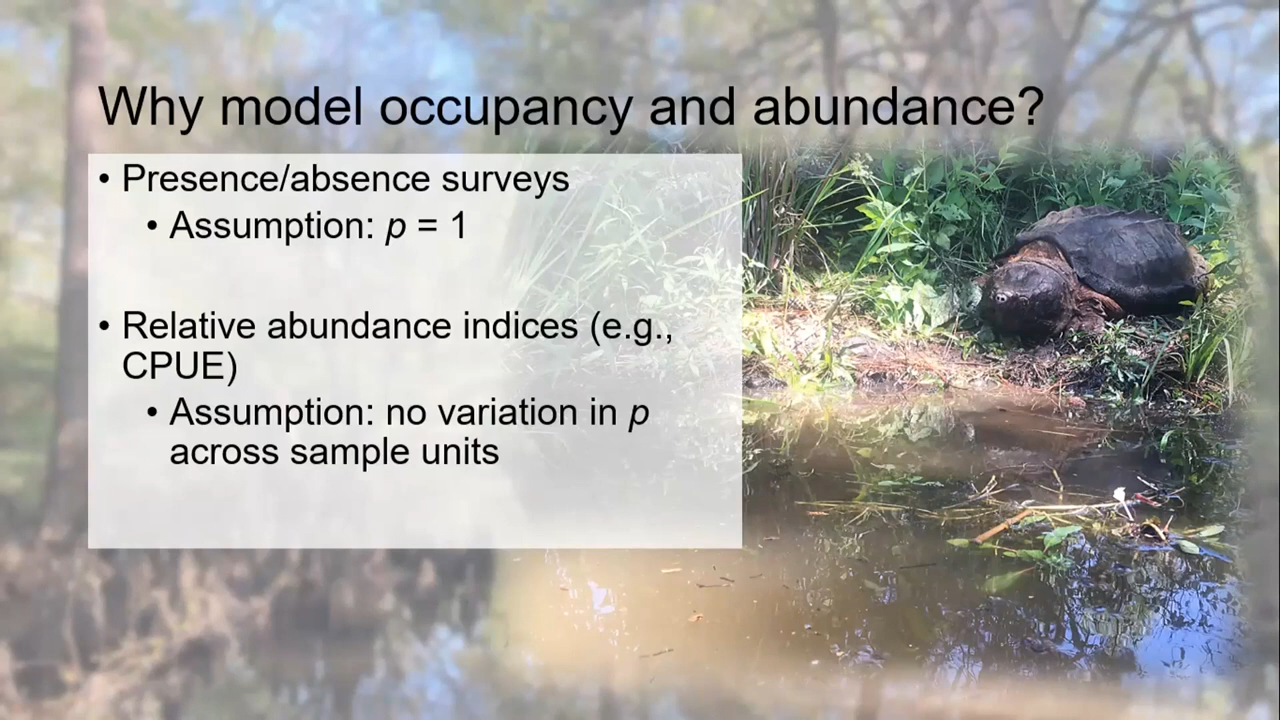 Why model occupancy and abundance?
• Presence/absence surveys
• Assumption: p = 1
• Relative abundance indices (e.g.,
CPUE)
• Assumption: no variation in p
across sample units